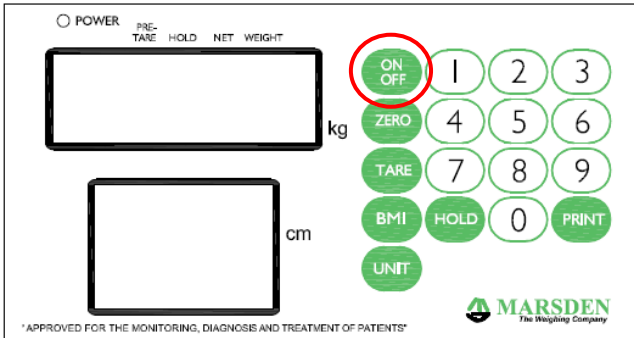 POWER
PRE-
TARE HOLD NET WEIGHT
kg
cm
ON
OFF
1 2 3
ZERO 4 5 6
TARE 7 8 9
BMI HOLD 0 PRINT
UNIT
MARSDEN
The Weighing Company
"APPROVED FOR THE MONITORING, DIAGNOSIS AND TREATMENT OF PATIENTS"